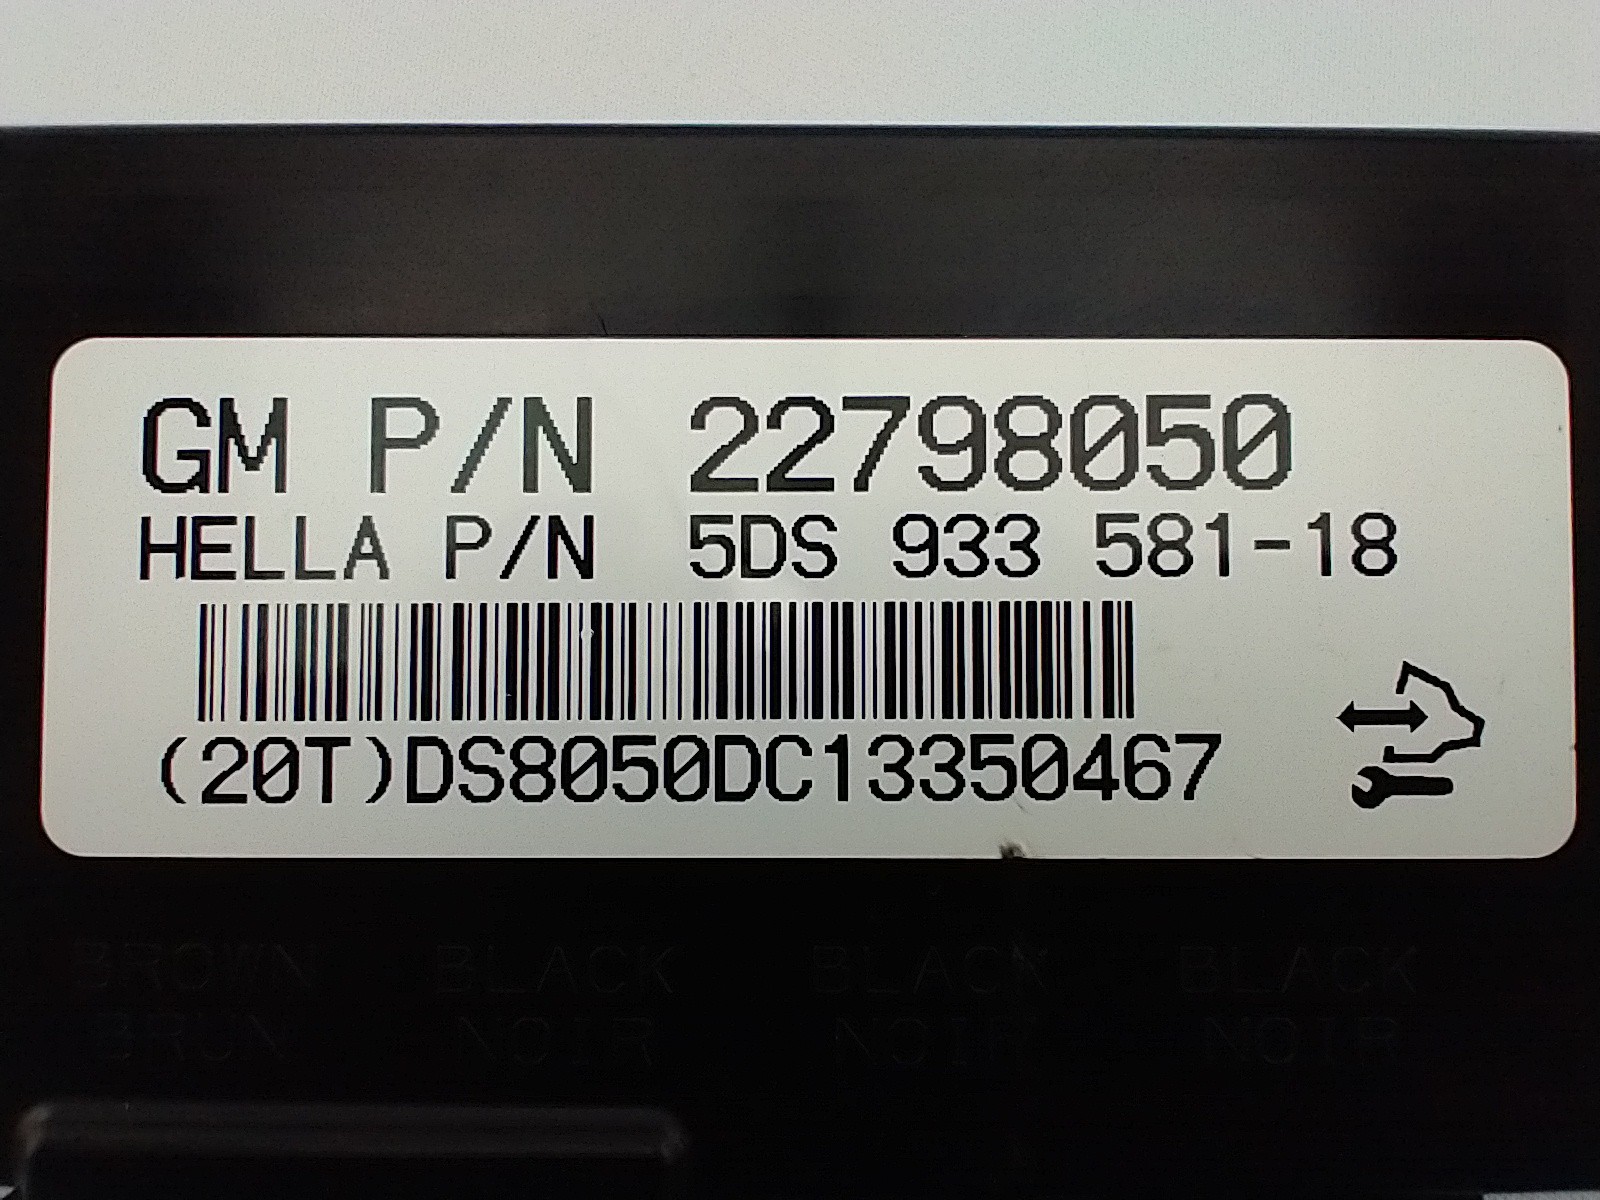 GM P/N 22798050
HELLA P/N 5DS 933 581-18
(20T)DS8050DC13350467
BROWN BLACK BLACK BLACK
BRUN NOIR NOIR NOIR